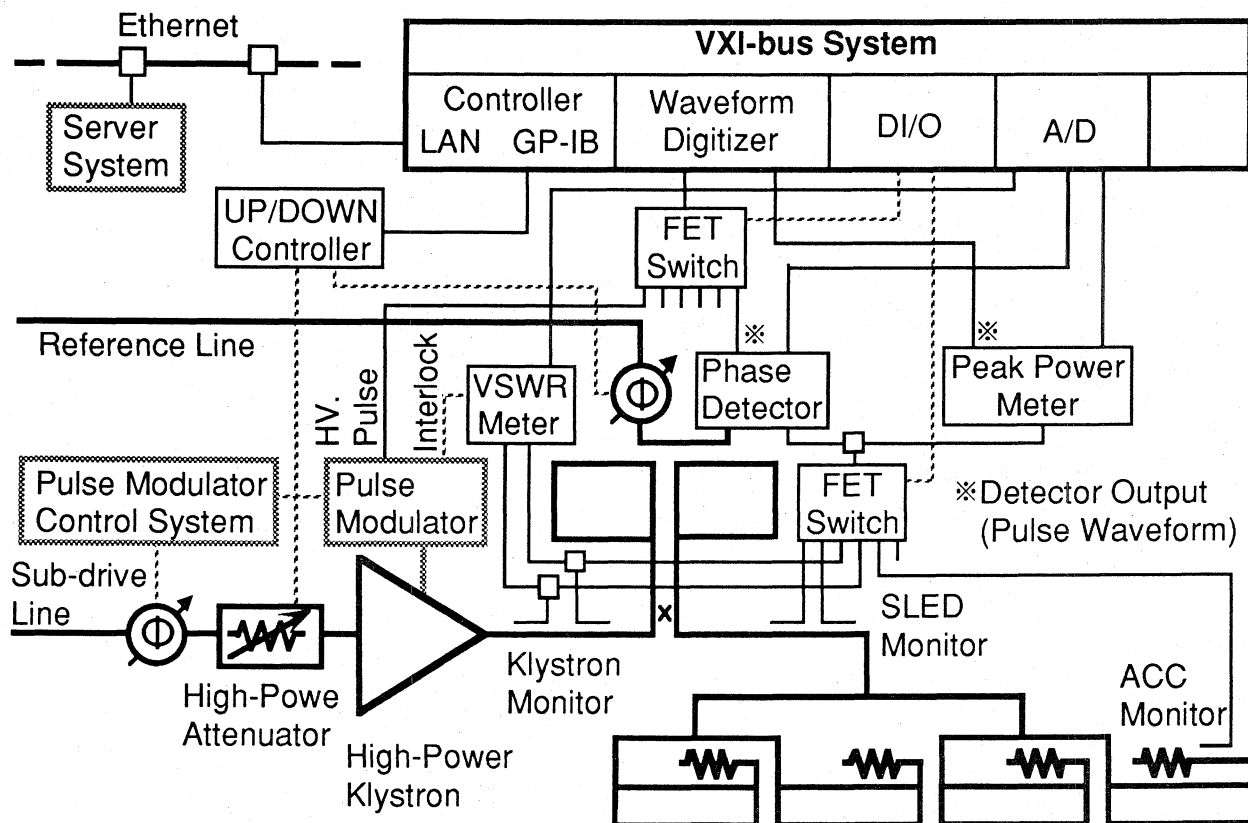 Ethernet
VXI-bus System
Controller
LAN GP-IB
Waveform
Digitizer
DI/O
A/D
Server
System
UP/DOWN
Controller
FET
Switch
Reference Line
HV.
Pulse
Interlock
VSWR
Meter
Φ
※
Phase
Detector
※
Peak Power
Meter
Pulse Modulator
Control System
Pulse
Modulator
FET
Switch
※Detector Output
(Pulse Waveform)
Sub-drive
Line
Φ
High-Powe
Attenuator
High-Power
Klystron
Klystron
Monitor
x
SLED
Monitor
ACC
Monitor